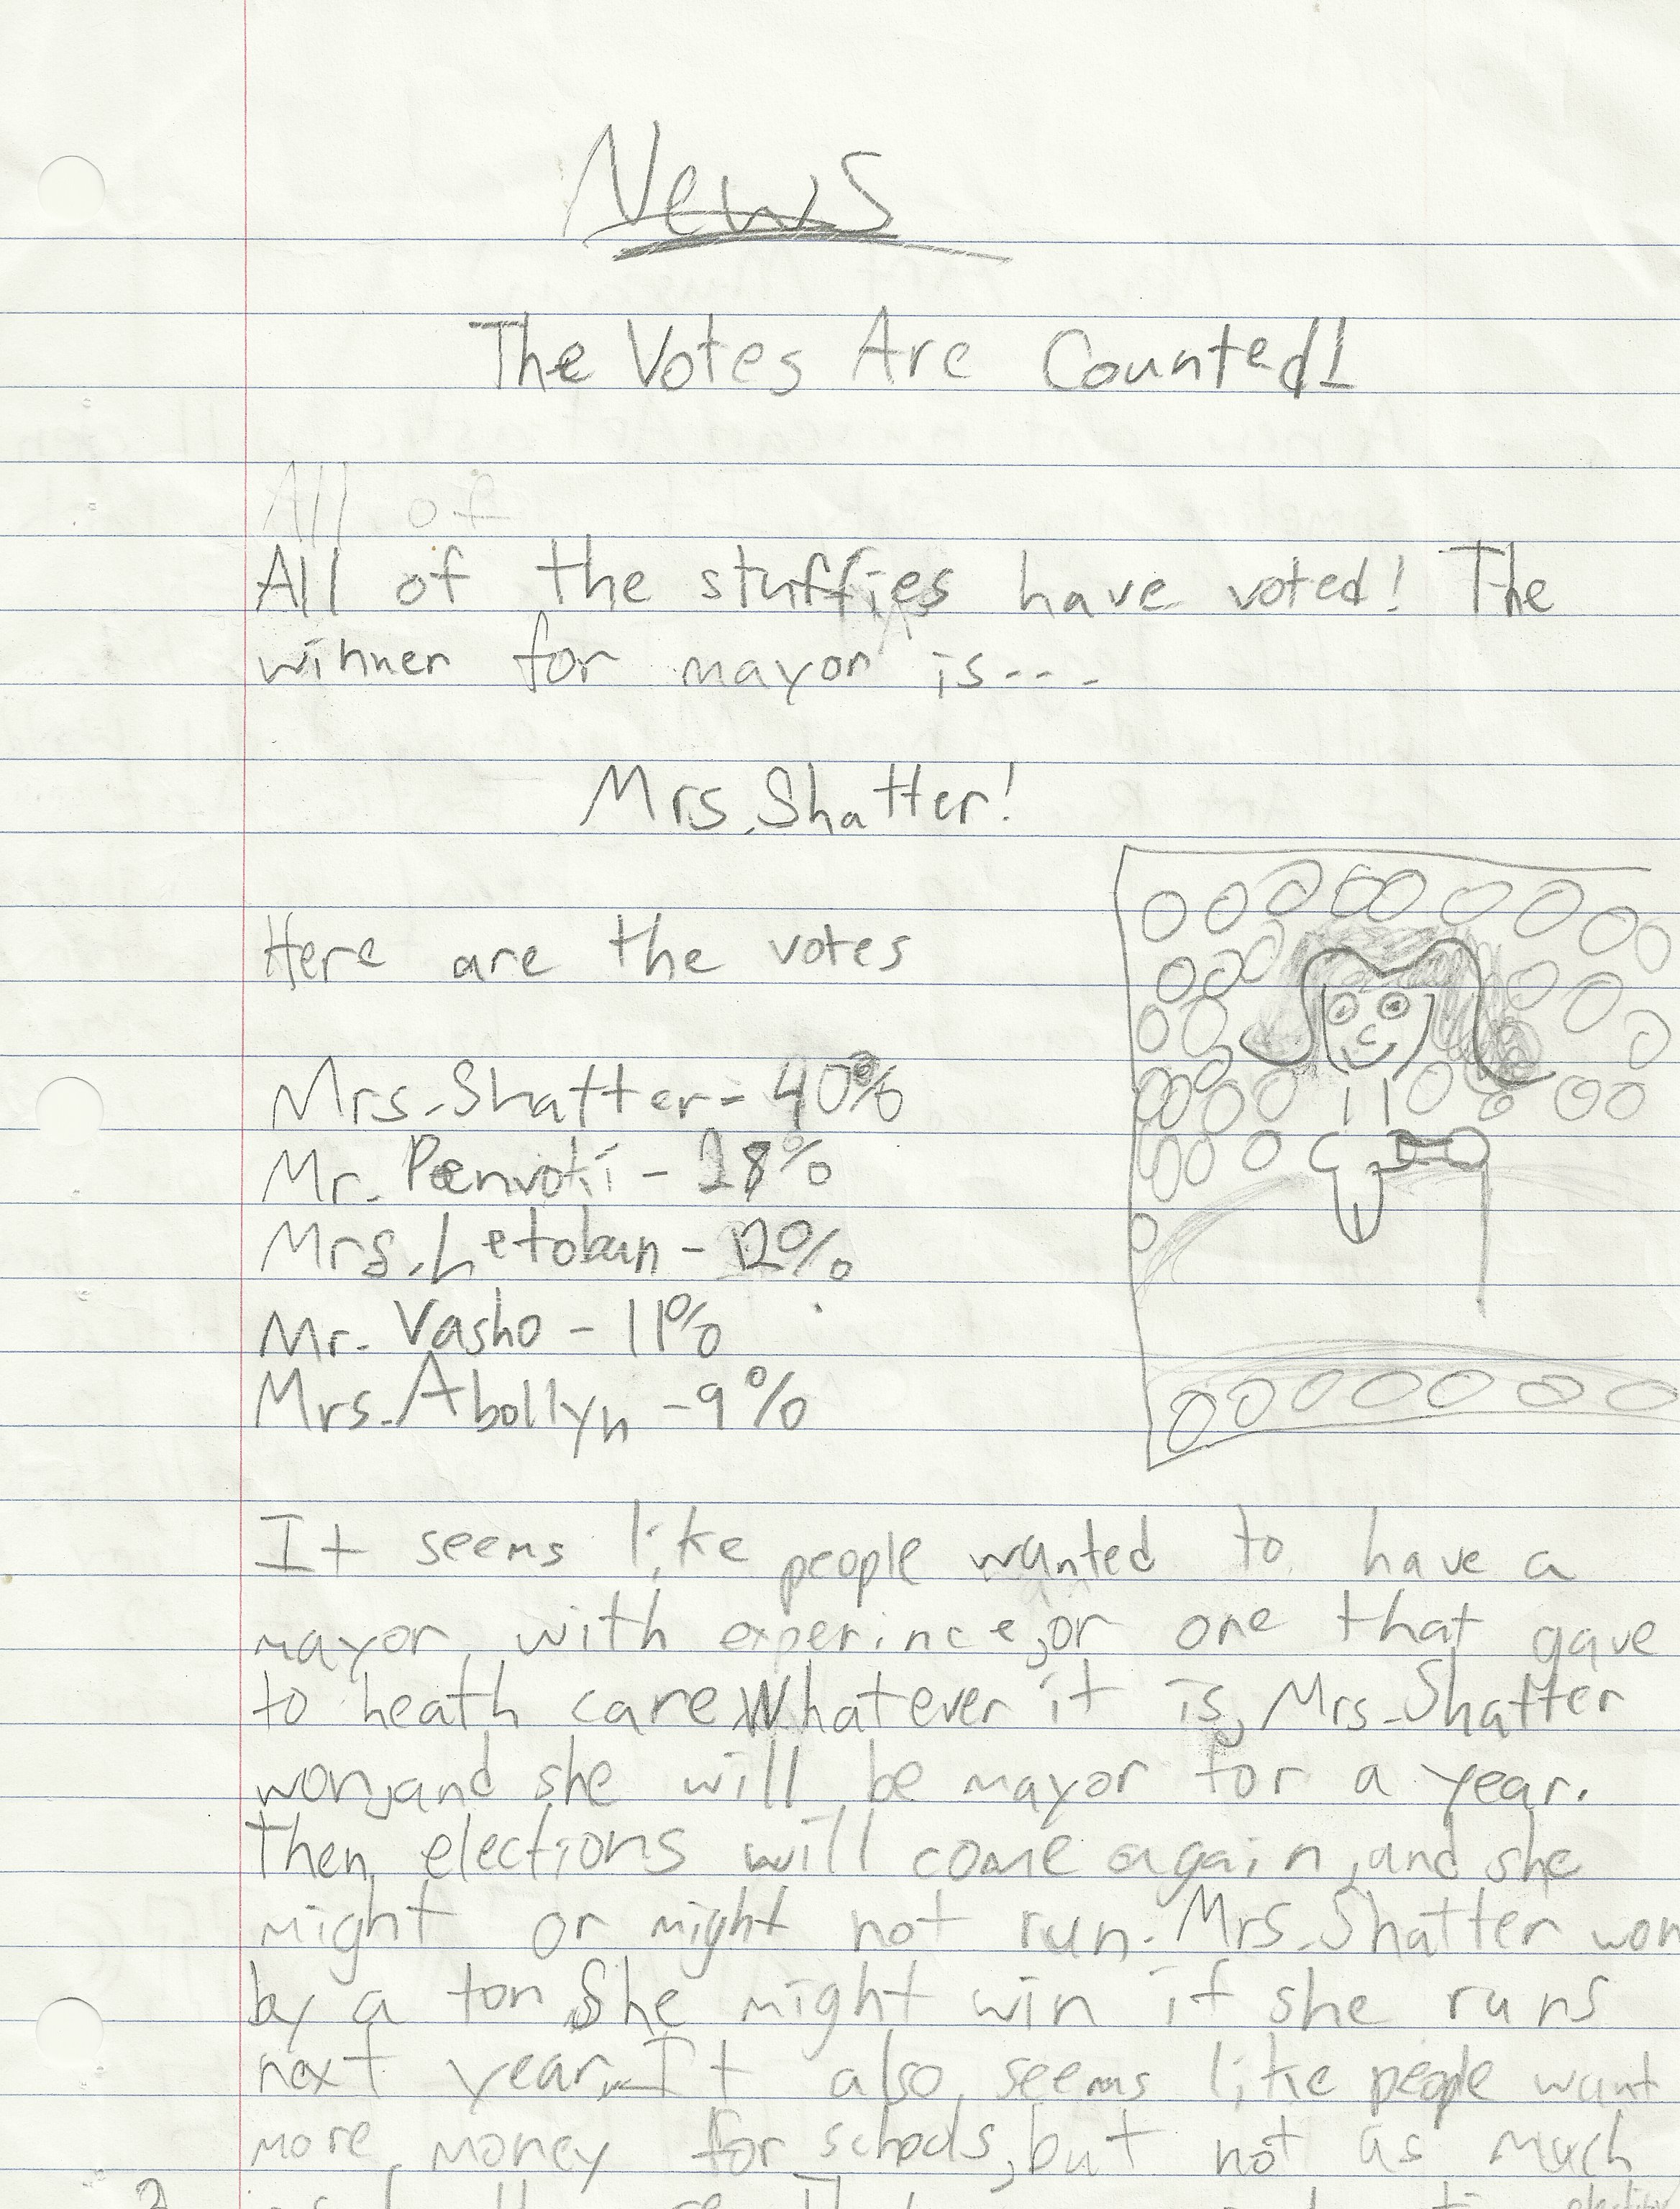 News
The Votes Are Counted!
All of
All of the stuffies have voted! The
winner for mayor is...
Mrs. Shatter!
Here are the votes
Mrs. Shatter - 40%
Mr. Penvoti - 28%
Mrs. Letoban - 12%
Mr. Vasho - 11%
Mrs. Abollyn - 9%
It seems like people wanted to have a
mayor with experince, or one that gave
to heath care. Whatever it is, Mrs. Shatter
won, and she will be mayor for a year.
Then elections will come again, and she
might or might not run. Mrs. Shatter won
by a ton. She might win if she runs
next year. It also seems like people want
more money for schools, but not as much